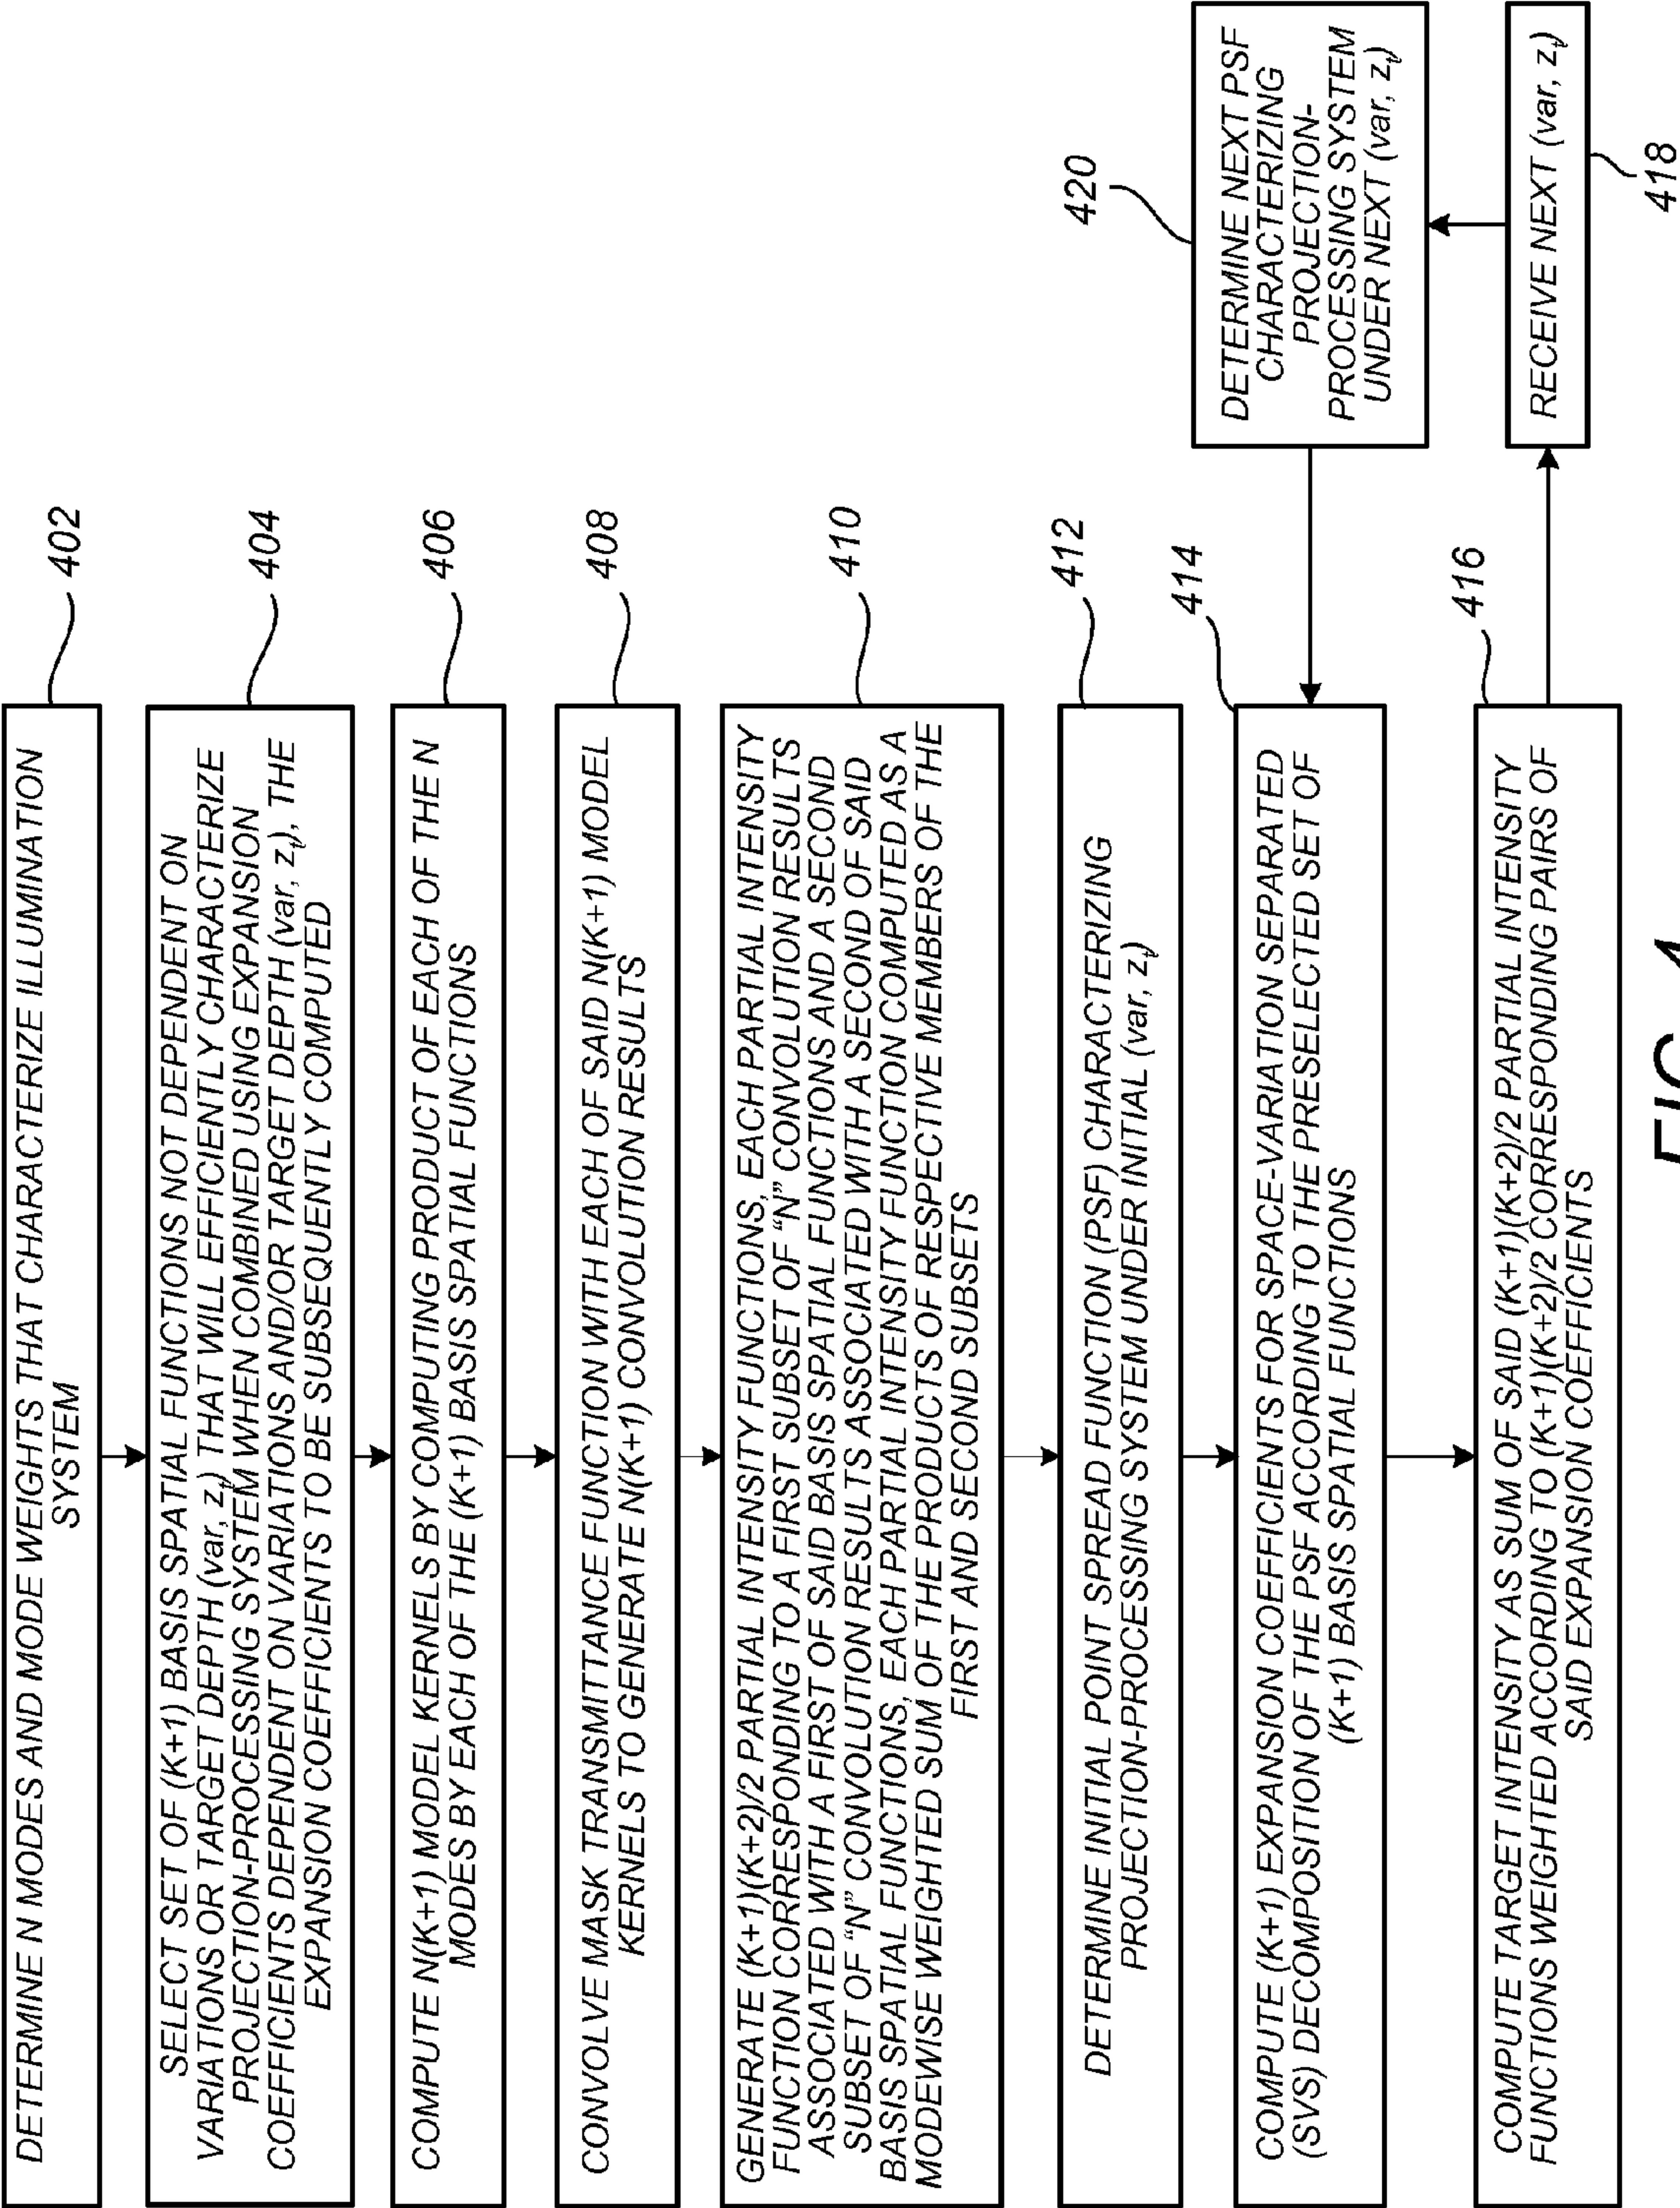 DETERMINE N MODES AND MODE WEIGHTS THAT CHARACTERIZE ILLUMINATION
SYSTEM
402
SELECT SET OF (K+1) BASIS SPATIAL FUNCTIONS NOT DEPENDENT ON
VARIATIONS OR TARGET DEPTH (var, zt) THAT WILL EFFICIENTLY CHARACTERIZE
PROJECTION-PROCESSING SYSTEM WHEN COMBINED USING EXPANSION
COEFFICIENTS DEPENDENT ON VARIATIONS AND/OR TARGET DEPTH (var, zt), THE
EXPANSION COEFFICIENTS TO BE SUBSEQUENTLY COMPUTED
404
COMPUTE N(K+1) MODEL KERNELS BY COMPUTING PRODUCT OF EACH OF THE N
MODES BY EACH OF THE (K+1) BASIS SPATIAL FUNCTIONS
406
CONVOLVE MASK TRANSMITTANCE FUNCTION WITH EACH OF SAID N(K+1) MODEL
KERNELS TO GENERATE N(K+1) CONVOLUTION RESULTS
408
GENERATE (K+1)(K+2)/2 PARTIAL INTENSITY FUNCTIONS, EACH PARTIAL INTENSITY
FUNCTION CORRESPONDING TO A FIRST SUBSET OF "N" CONVOLUTION RESULTS
ASSOCIATED WITH A FIRST OF SAID BASIS SPATIAL FUNCTIONS AND A SECOND
SUBSET OF "N" CONVOLUTION RESULTS ASSOCIATED WITH A SECOND OF SAID
BASIS SPATIAL FUNCTIONS, EACH PARTIAL INTENSITY FUNCTION COMPUTED AS A
MODEWISE WEIGHTED SUM OF THE PRODUCTS OF RESPECTIVE MEMBERS OF THE
FIRST AND SECOND SUBSETS
410
DETERMINE INITIAL POINT SPREAD FUNCTION (PSF) CHARACTERIZING
PROJECTION-PROCESSING SYSTEM UNDER INITIAL (var, zt)
412
COMPUTE (K+1) EXPANSION COEFFICIENTS FOR SPACE-VARIATION SEPARATED
(SVS) DECOMPOSITION OF THE PSF ACCORDING TO THE PRESELECTED SET OF
(K+1) BASIS SPATIAL FUNCTIONS
414
COMPUTE TARGET INTENSITY AS SUM OF SAID (K+1)(K+2)/2 PARTIAL INTENSITY
FUNCTIONS WEIGHTED ACCORDING TO (K+1)(K+2)/2 CORRESPONDING PAIRS OF
SAID EXPANSION COEFFICIENTS
416
RECEIVE NEXT (var, zt)
418
DETERMINE NEXT PSF
CHARACTERIZING
PROJECTION-
PROCESSING SYSTEM
UNDER NEXT (var, zt)
420
FIG. 4